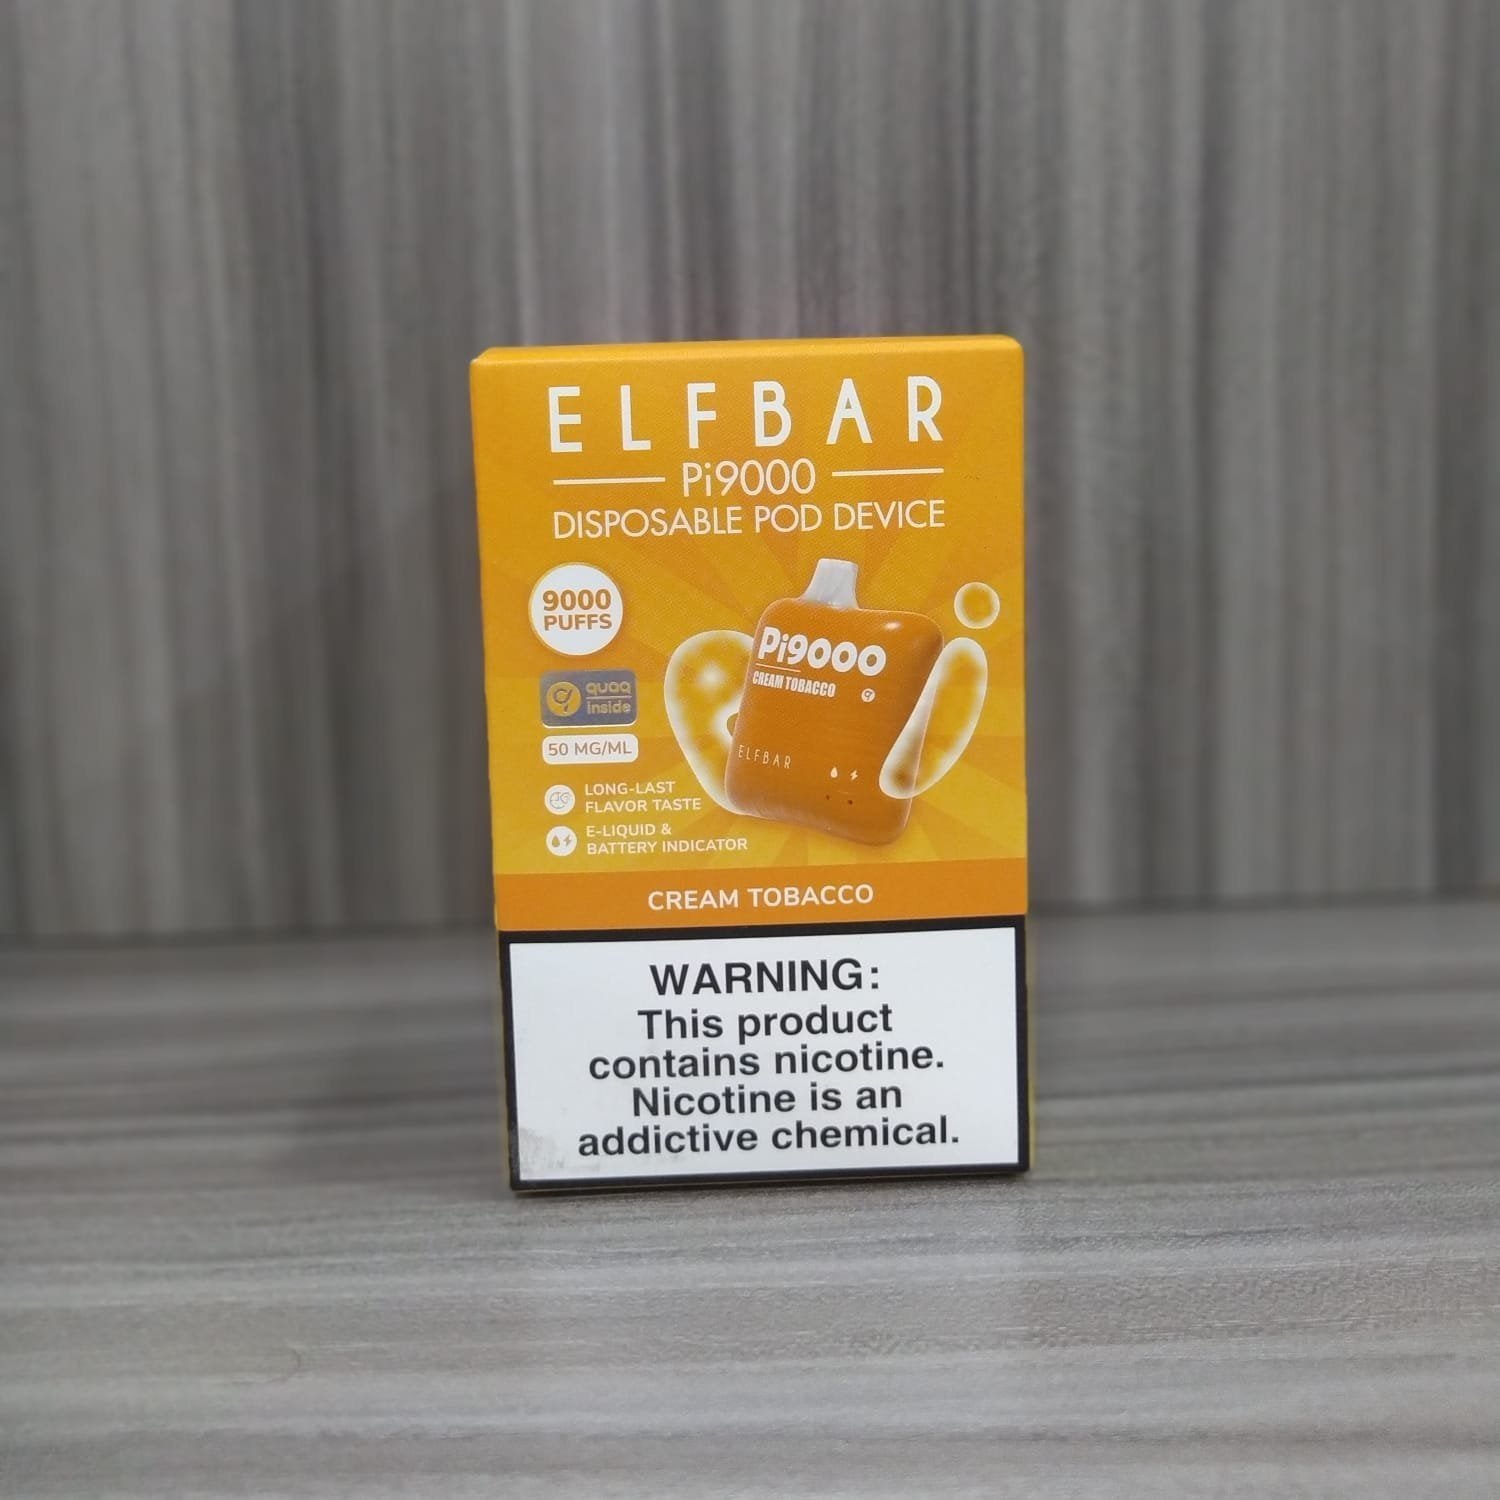 ELFBAR
Pi9000
DISPOSABLE POD DEVICE
9000
PUFFS
quaq
inside
50 MG/ML
LONG-LAST
FLAVOR TASTE
E-LIQUID &
BATTERY INDICATOR
Pi9000
CREAM TOBACCO
ELFBAR
CREAM TOBACCO
WARNING:
This product
contains nicotine.
Nicotine is an
addictive chemical.